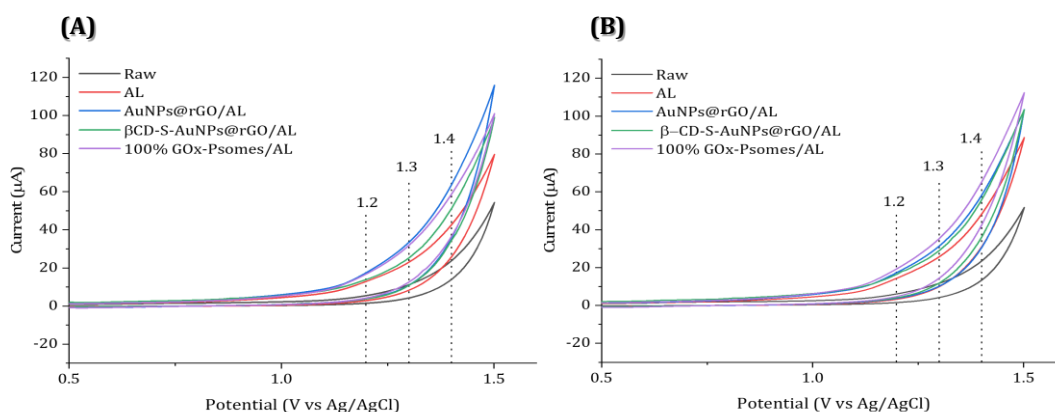 (A)
120
100
80
60
40
20
0
-20
Current (µA)
Raw
AL
AuNPs@rGO/AL
βCD-S-AuNPs@rGO/AL
100% GOx-Psomes/AL
1.2
1.3
1.4
0.5
1.0
1.5
Potential (V vs Ag/AgCl)
(B)
120
100
80
60
40
20
0
-20
Current (µA)
Raw
AL
AuNPs@rGO/AL
β–CD-S-AuNPs@rGO/AL
100% GOx-Psomes/AL
1.2
1.3
1.4
0.5
1.0
1.5
Potential (V vs Ag/AgCl)